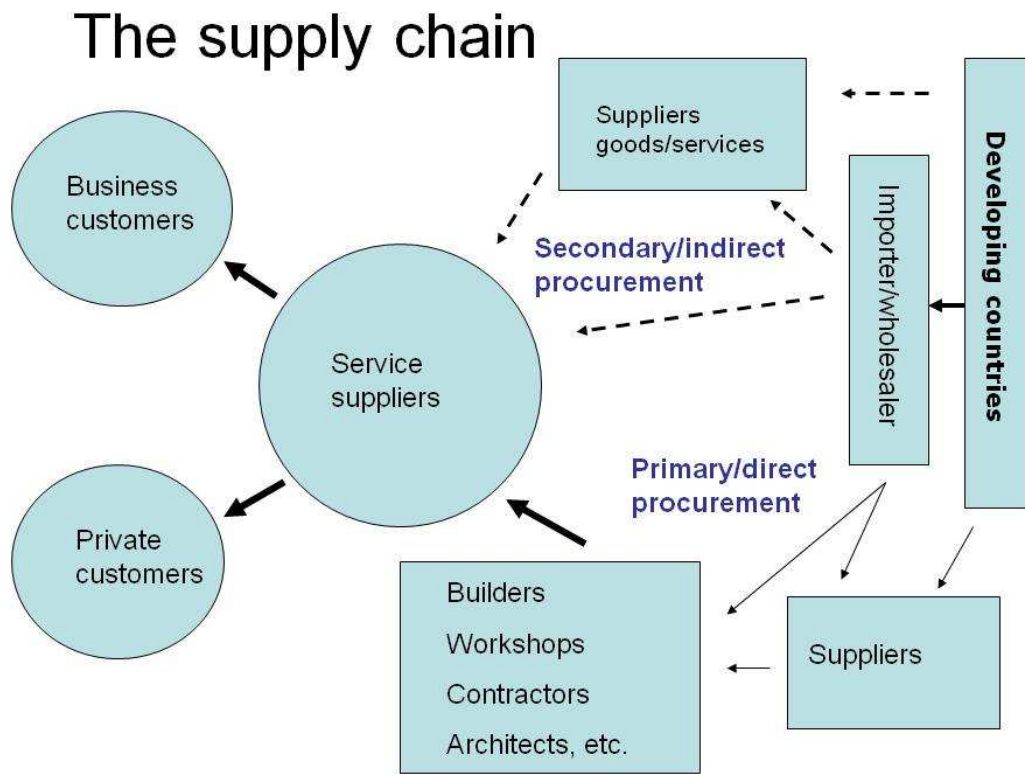 The supply chain
Suppliers
goods/services
Developing countries
Business
customers
Importer/wholesaler
Secondary/indirect
procurement
Service
suppliers
Primary/direct
procurement
Private
customers
Builders
Workshops
Contractors
Architects, etc.
Suppliers